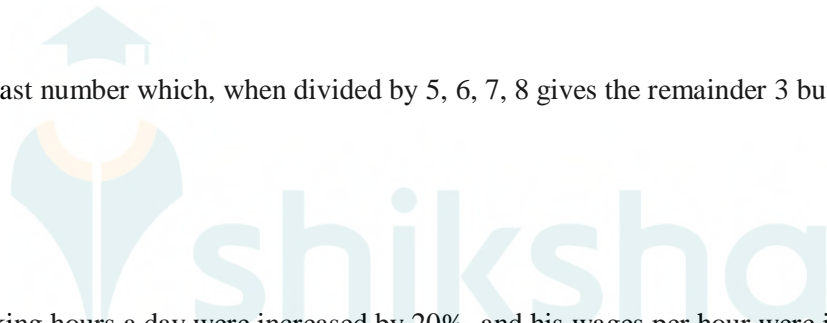 ast number which, when divided by 5, 6, 7, 8 gives the remainder 3 bu
shiksha
king hours a day were increased by 20%, and his wages per hour were i